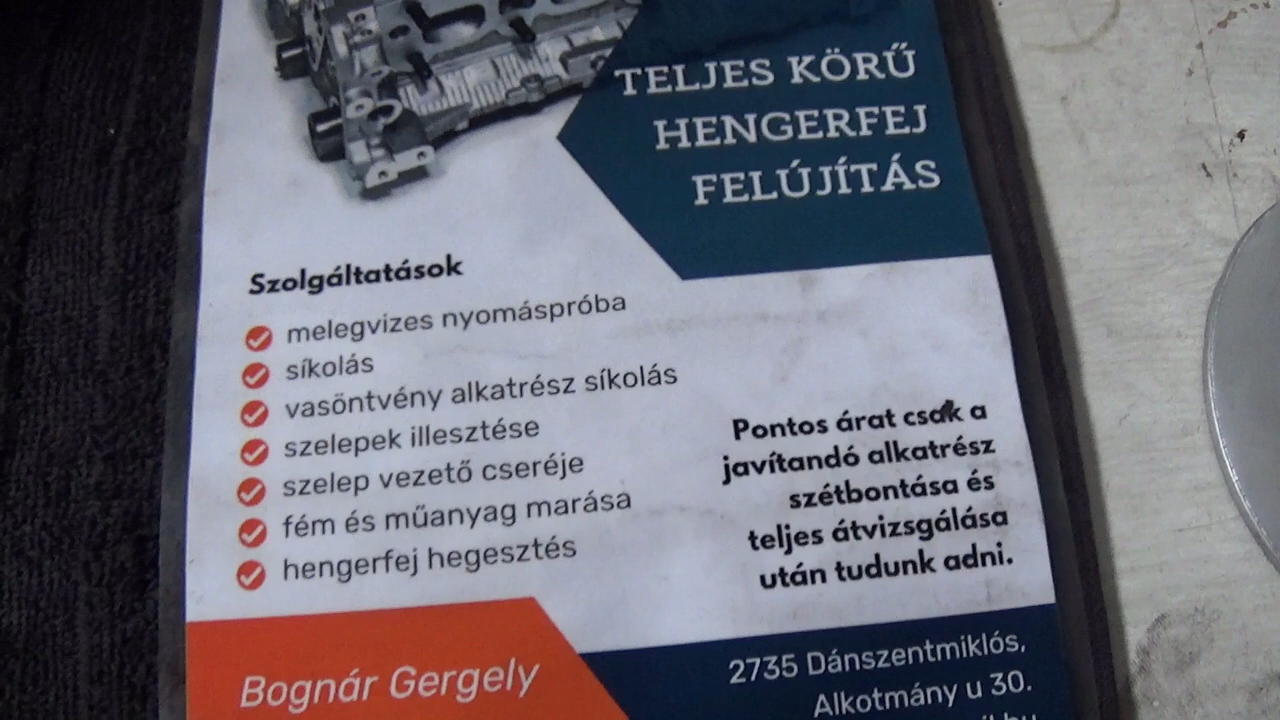 TELJES KÖRŰ
HENGERFEJ
FELÚJÍTÁS
Szolgáltatások
melegvizes nyomáspróba
síkolás
vasöntvény alkatrész síkolás
szelepek illesztése
szelep vezető cseréje
fém és műanyag marása
hengerfej hegesztés
Pontos árat csak a
javítandó alkatrész
szétbontása és
teljes átvizsgálása
után tudunk adni.
Bognár Gergely
2735 Dánszentmiklós,
Alkotmány u 30.